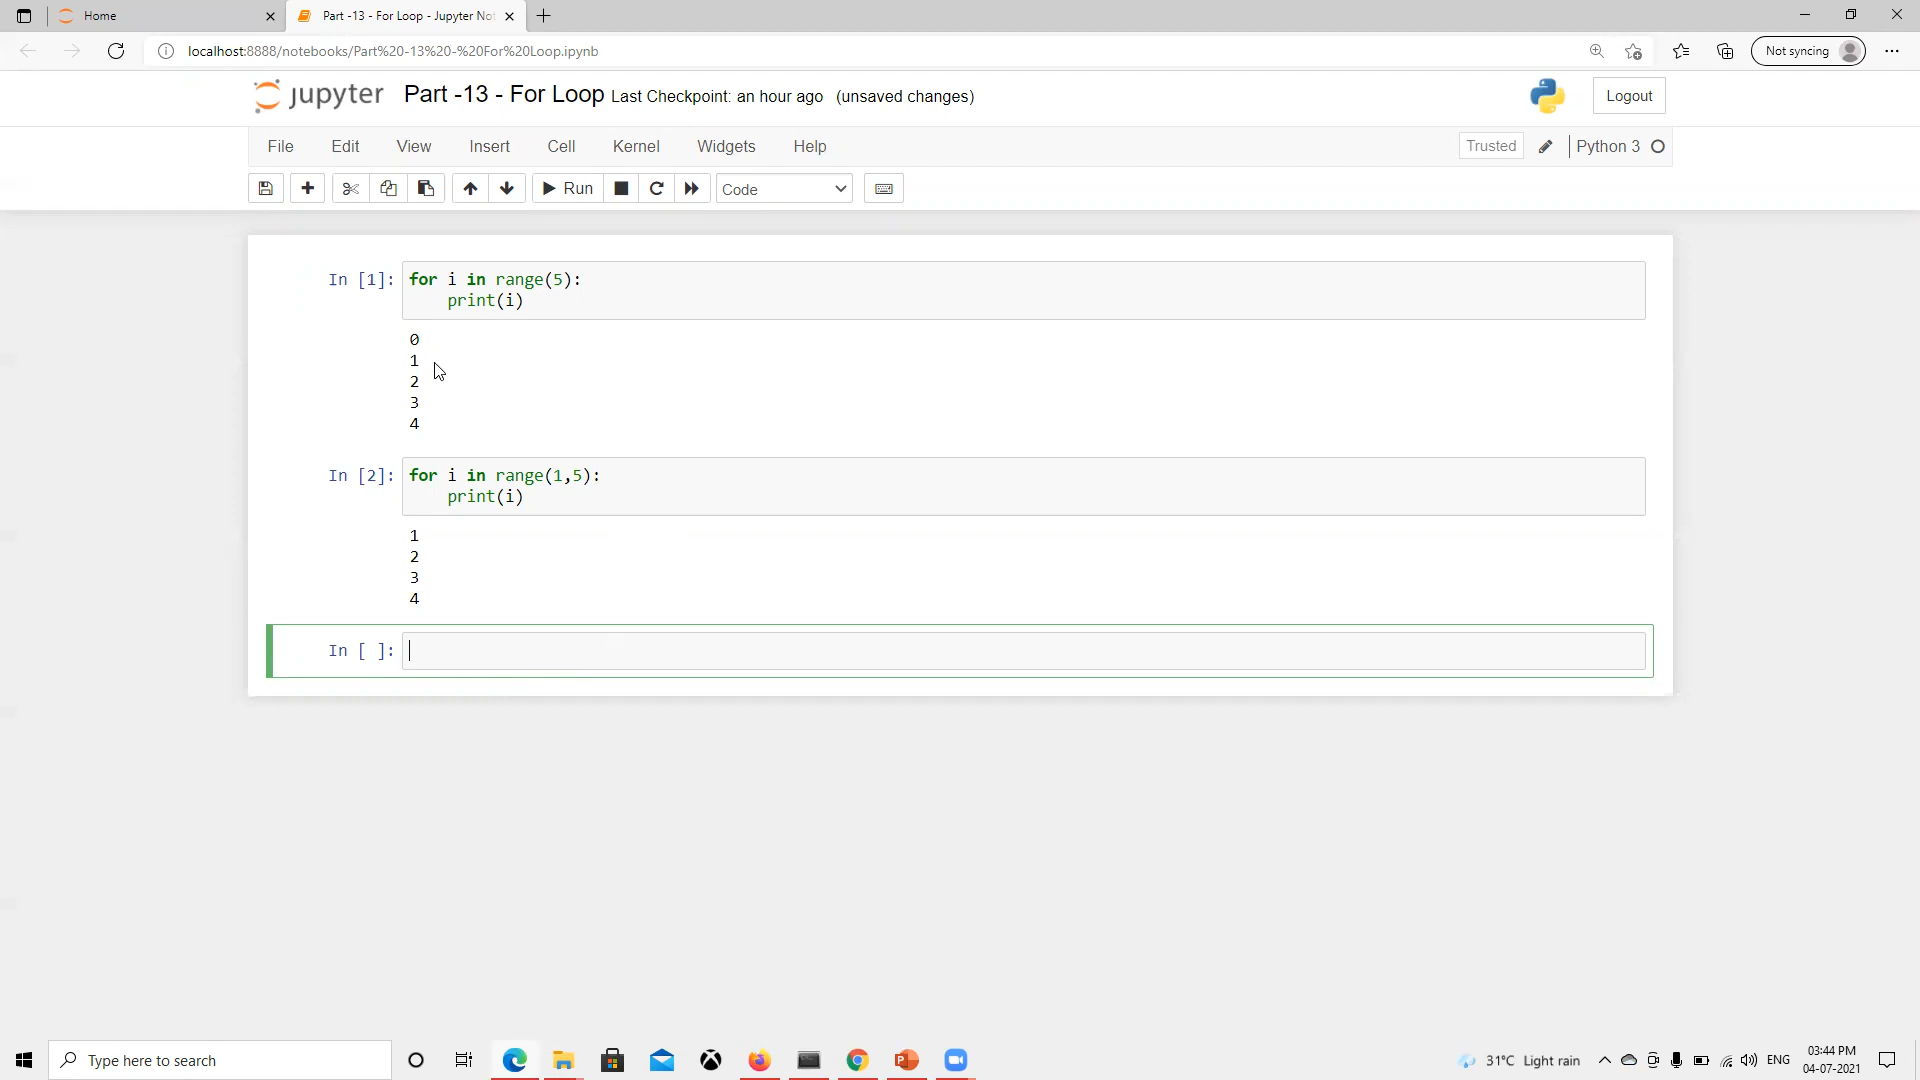 Home
Part -13 - For Loop - Jupyter Not
localhost:8888/notebooks/Part%20-13%20-%20For%20Loop.ipynb
Not syncing
jupyter Part -13 - For Loop Last Checkpoint: an hour ago (unsaved changes)
Logout
File Edit View Insert Cell Kernel Widgets Help
Trusted
Python 3
Run
Code
In [1]: for i in range(5):
    print(i)
0
1
2
3
4
In [2]: for i in range(1,5):
    print(i)
1
2
3
4
In [ ]:
Type here to search
31°C Light rain
ENG
03:44 PM
04-07-2021